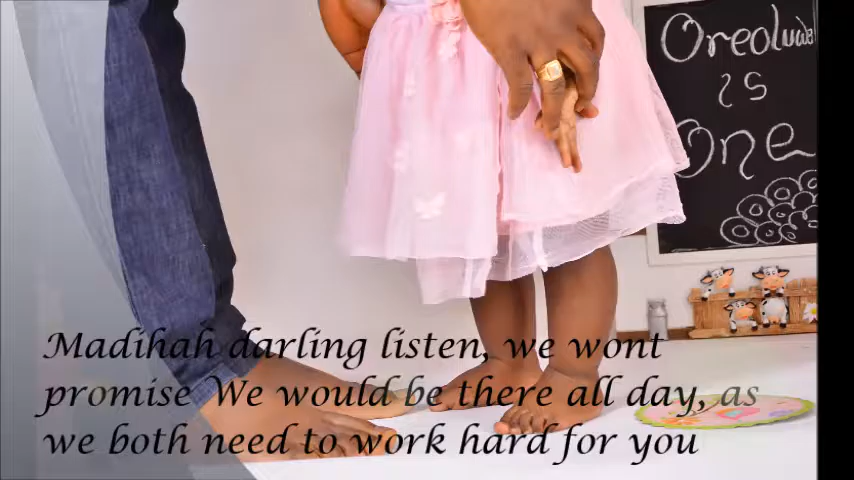 Oreoluwa
is
One
Madihah darling listen, we wont
promise We would be there all day, as
we both need to work hard for you